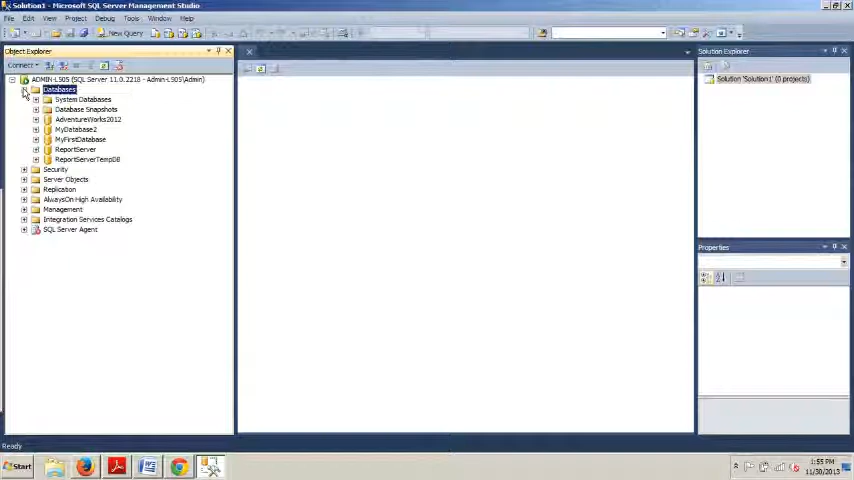 Solution1 - Microsoft SQL Server Management Studio
File Edit View Project Debug Tools Window Help
New Query
Object Explorer
Solution Explorer
Connect
ADMIN-L505 (SQL Server 11.0.2218 - Admin-L505\Admin)
Solution 'Solution1' (0 projects)
Databases
System Databases
Database Snapshots
AdventureWorks2012
MyDatabase2
MyFirstDatabase
ReportServer
ReportServerTempDB
Security
Server Objects
Replication
AlwaysOn High Availability
Management
Integration Services Catalogs
SQL Server Agent
Properties
Ready
Start
1:55 PM
11/30/2013